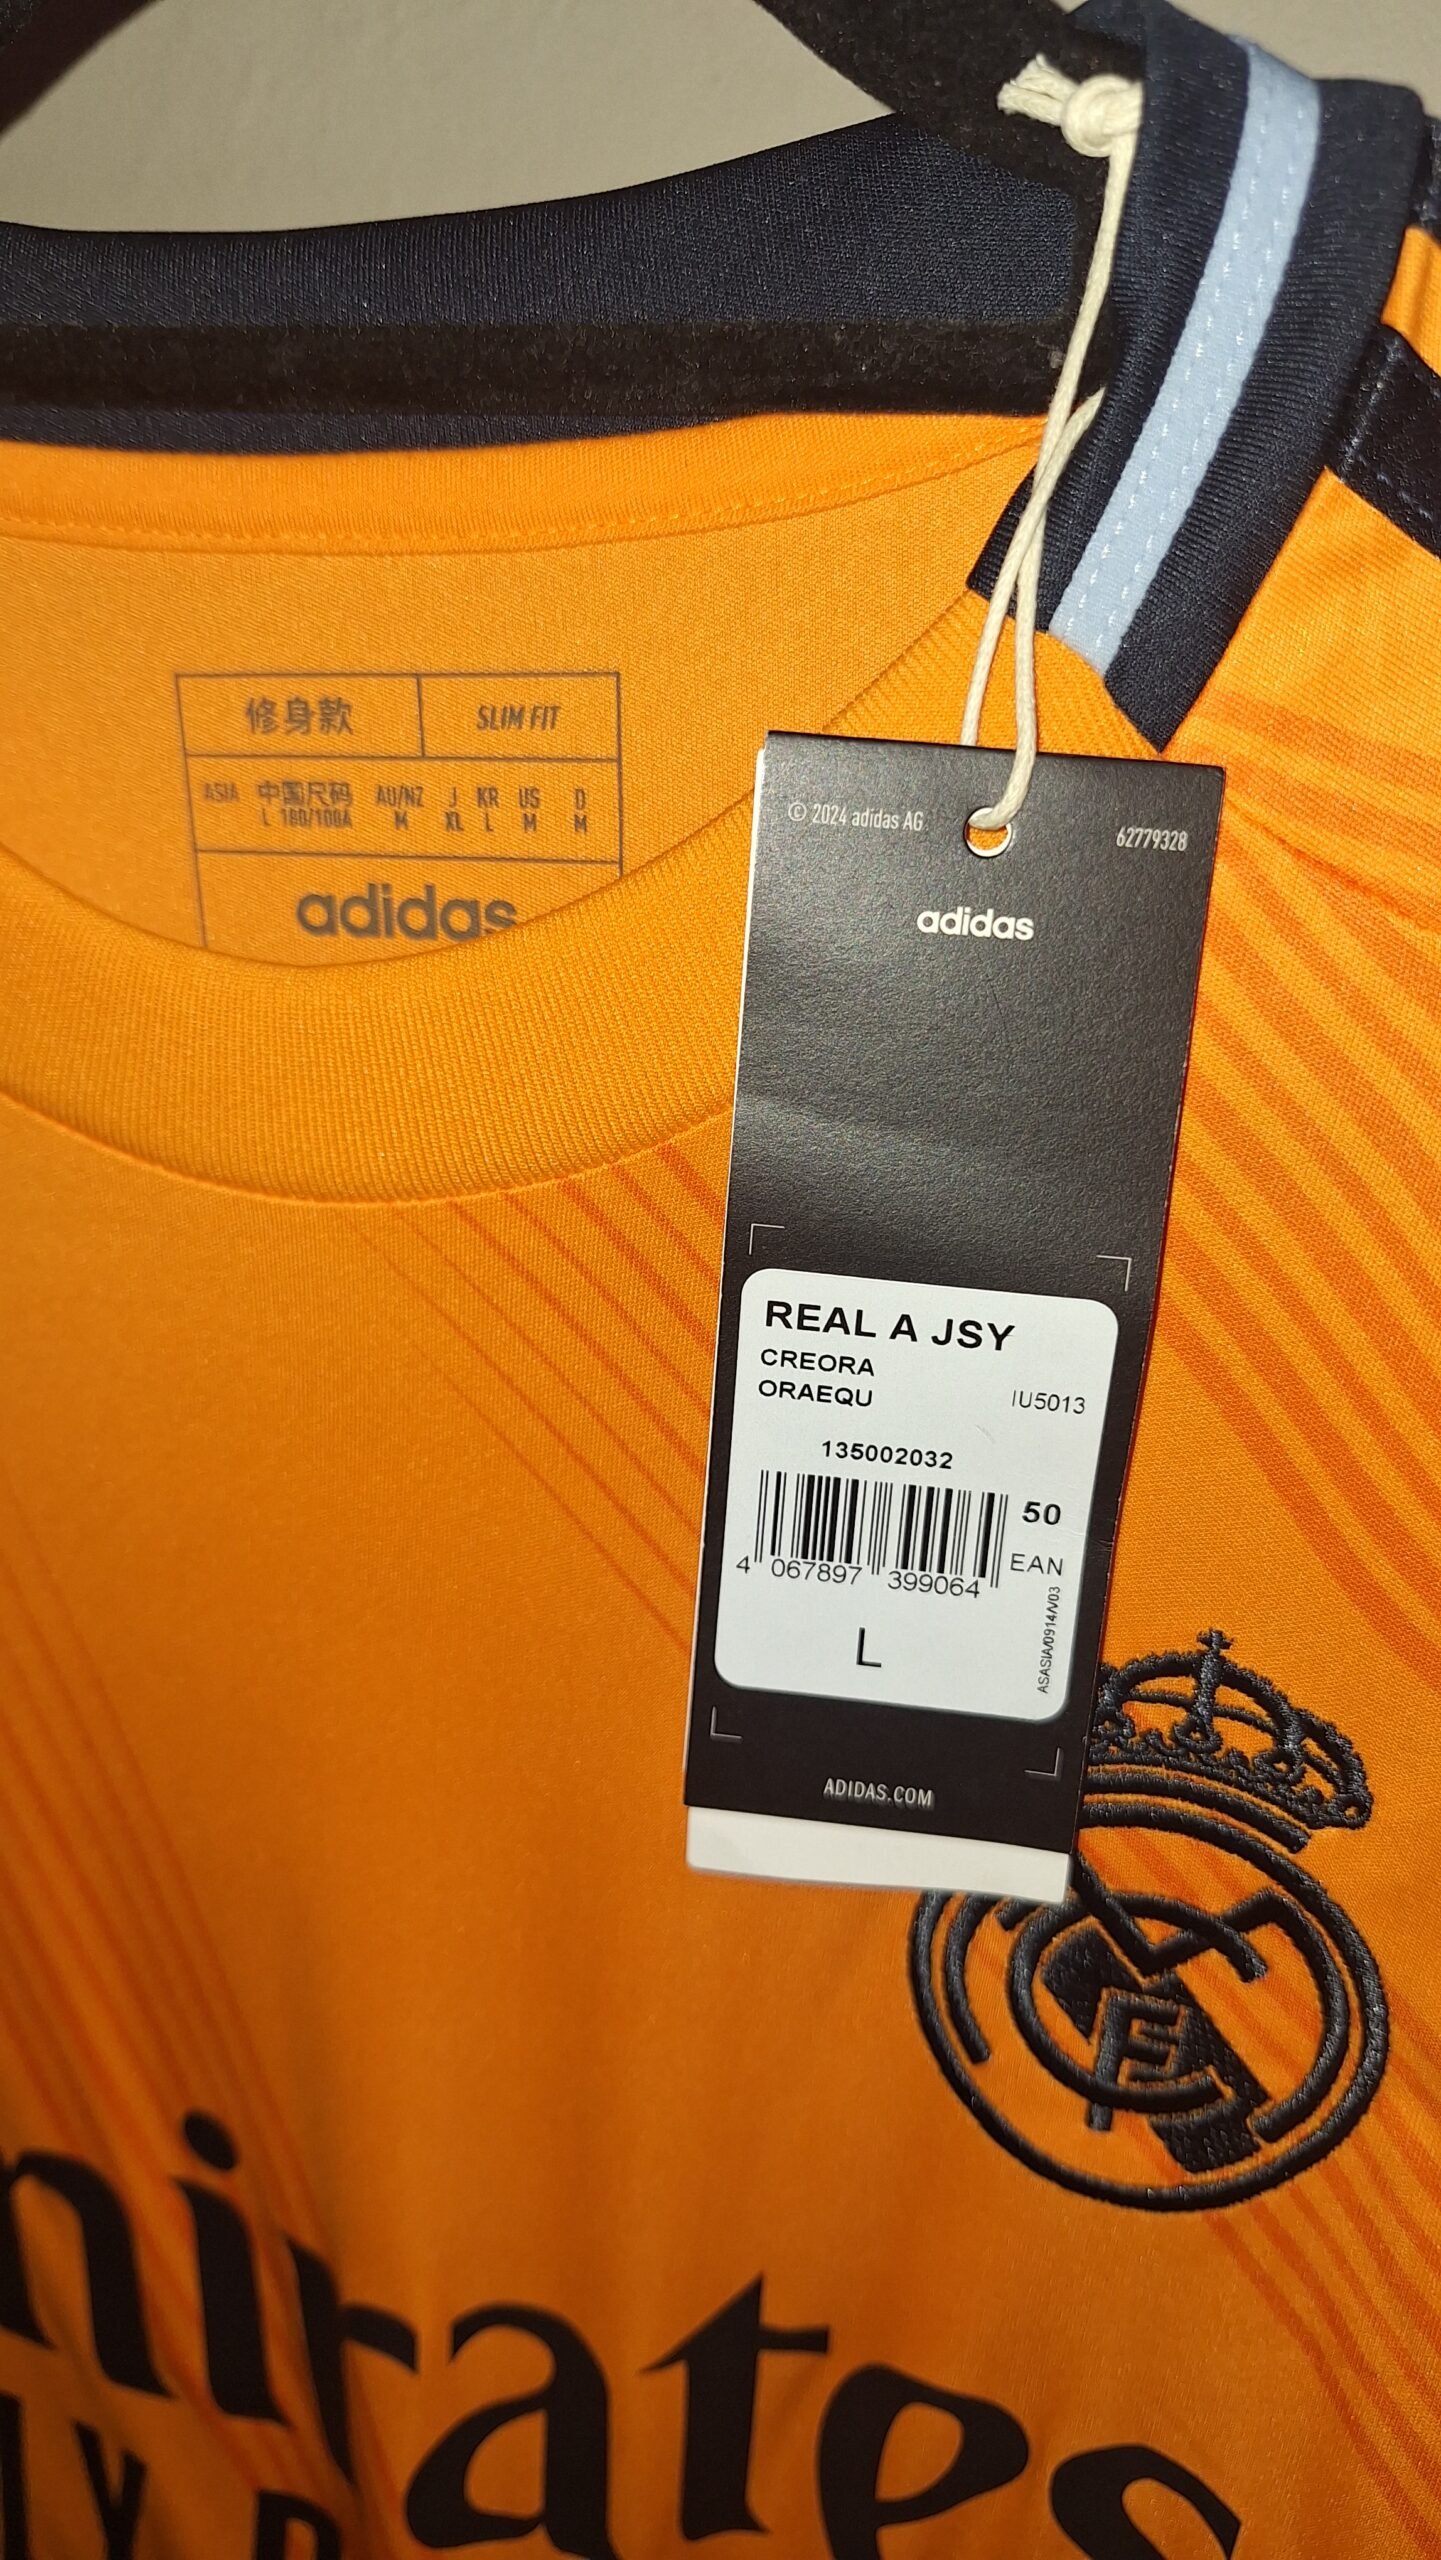 修身款 SLIM FIT
ASIA 中国尺码 AU/NZ J KR US D
L 180/100A M XL L M M
adidas
© 2024 adidas AG
62779328
adidas
REAL A JSY
CREORA
ORAEQU IU5013
135002032
50
4 067897 399064 EAN
L
ASASIA/0914/V03
ADIDAS.COM
mirates